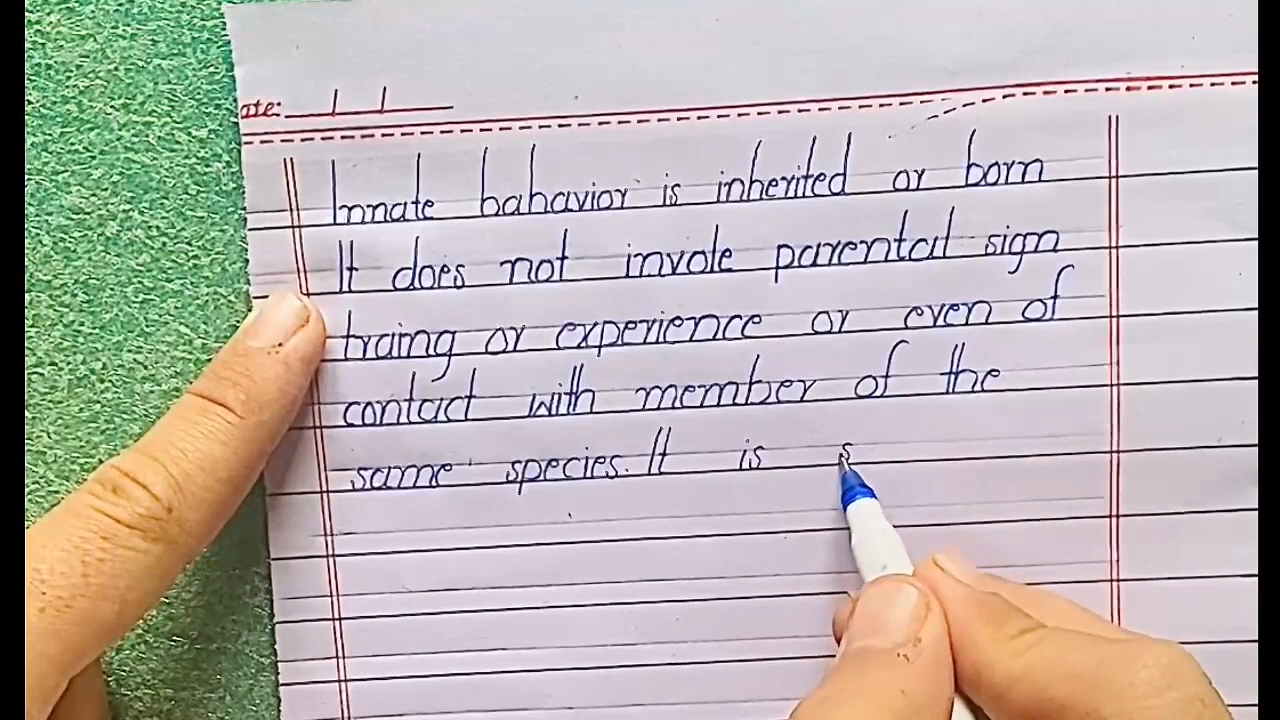 ate:
Innate bahavior is inherited or born
It does not invole parental sign
traing or experience or even of
contact with member of the
same species. It is s